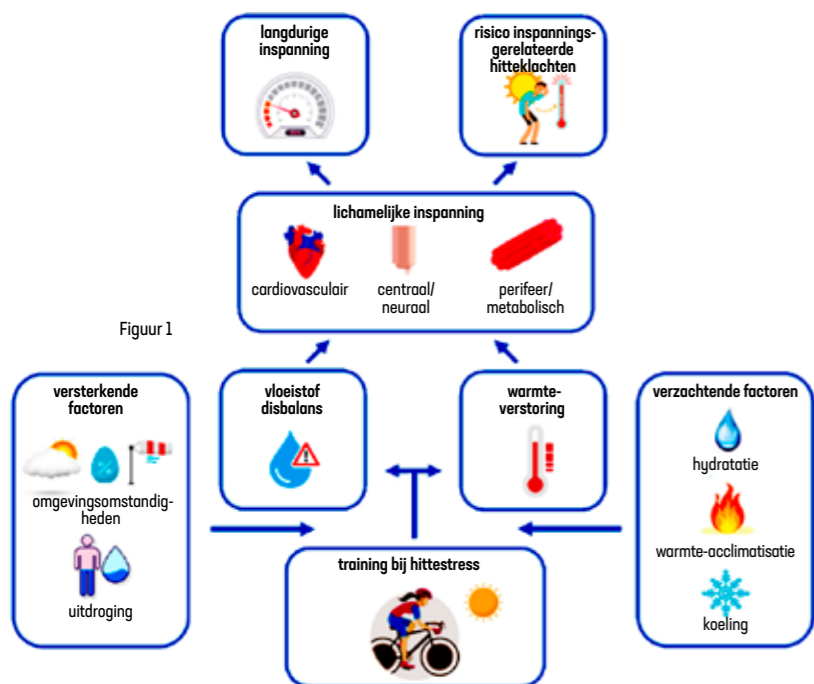 langdurige
inspanning
risico inspannings-
gerelateerde
hitteklachten
lichamelijke inspanning
cardiovasculair
centraal/
neuraal
perifeer/
metabolisch
Figuur 1
versterkende
factoren
omgevingsomstandig-
heden
uitdroging
vloeistof
disbalans
warmte-
verstoring
verzachtende factoren
hydratatie
warmte-acclimatisatie
koeling
training bij hittestress